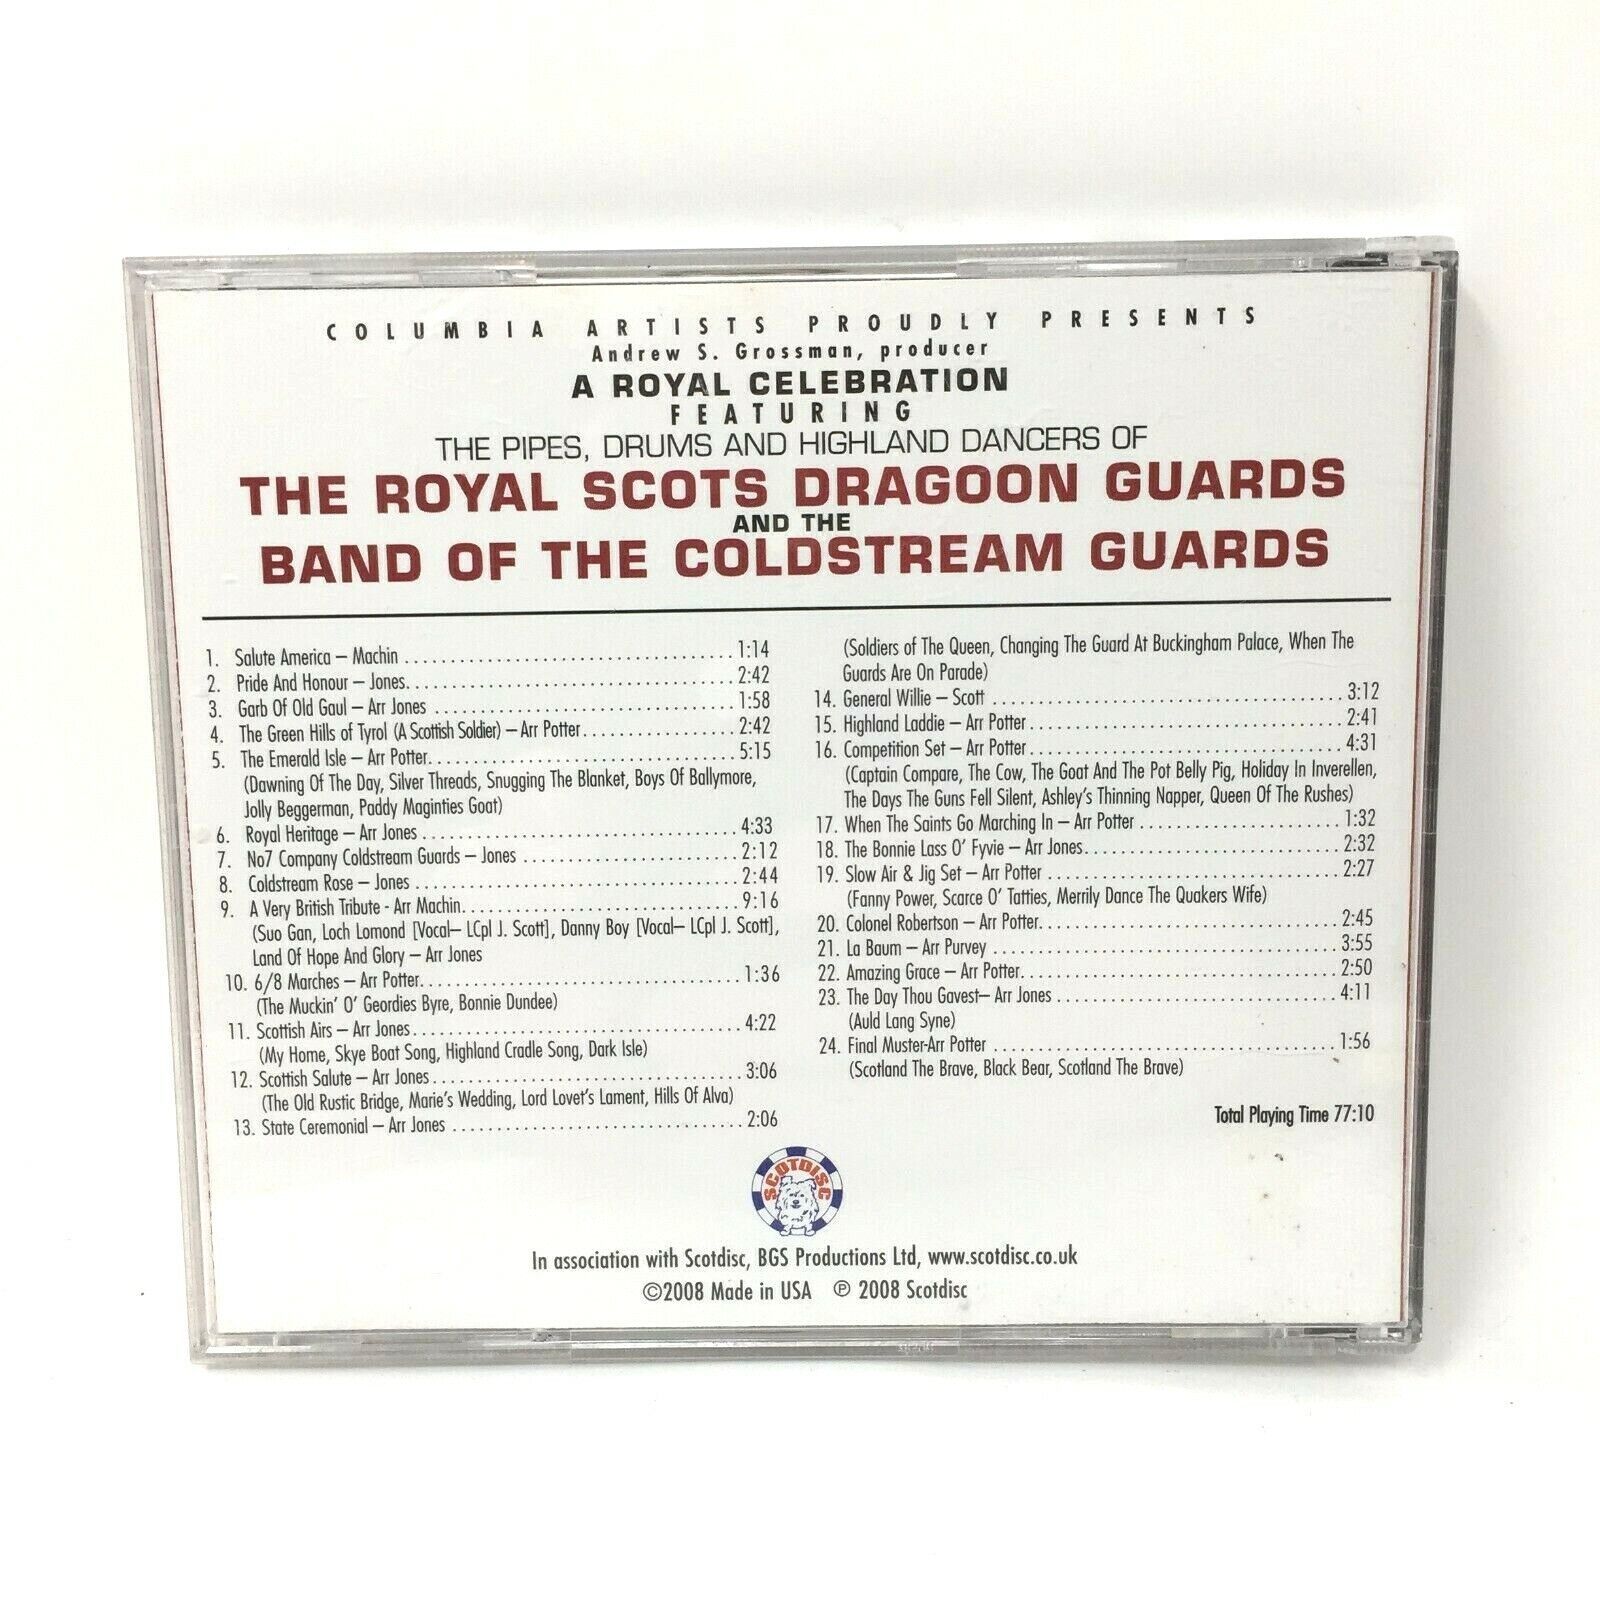 COLUMBIA ARTISTS PROUDLY PRESENTS
Andrew S. Grossman, producer
A ROYAL CELEBRATION
FEATURING
THE PIPES, DRUMS AND HIGHLAND DANCERS OF
THE ROYAL SCOTS DRAGOON GUARDS
AND THE
BAND OF THE COLDSTREAM GUARDS
1. Salute America – Machin 1:14
2. Pride And Honour – Jones 2:42
3. Garb Of Old Gaul – Arr Jones 1:58
4. The Green Hills of Tyrol (A Scottish Soldier) – Arr Potter 2:42
5. The Emerald Isle – Arr Potter 5:15
(Dawning Of The Day, Silver Threads, Snugging The Blanket, Boys Of Ballymore,
Jolly Beggerman, Paddy Maginties Goat)
6. Royal Heritage – Arr Jones 4:33
7. No7 Company Coldstream Guards – Jones 2:12
8. Coldstream Rose – Jones 2:44
9. A Very British Tribute - Arr Machin 9:16
(Suo Gan, Loch Lomond [Vocal– LCpl J. Scott], Danny Boy [Vocal– LCpl J. Scott],
Land Of Hope And Glory – Arr Jones
10. 6/8 Marches – Arr Potter 1:36
(The Muckin' O' Geordies Byre, Bonnie Dundee)
11. Scottish Airs – Arr Jones 4:22
(My Home, Skye Boat Song, Highland Cradle Song, Dark Isle)
12. Scottish Salute – Arr Jones 3:06
(The Old Rustic Bridge, Marie's Wedding, Lord Lovet's Lament, Hills Of Alva)
13. State Ceremonial – Arr Jones 2:06
(Soldiers of The Queen, Changing The Guard At Buckingham Palace, When The
Guards Are On Parade)
14. General Willie – Scott 3:12
15. Highland Laddie – Arr Potter 2:41
16. Competition Set – Arr Potter 4:31
(Captain Compare, The Cow, The Goat And The Pot Belly Pig, Holiday In Inverellen,
The Days The Guns Fell Silent, Ashley's Thinning Napper, Queen Of The Rushes)
17. When The Saints Go Marching In – Arr Potter 1:32
18. The Bonnie Lass O' Fyvie – Arr Jones 2:32
19. Slow Air & Jig Set – Arr Potter 2:27
(Fanny Power, Scarce O' Tatties, Merrily Dance The Quakers Wife)
20. Colonel Robertson – Arr Potter 2:45
21. La Baum – Arr Purvey 3:55
22. Amazing Grace – Arr Potter 2:50
23. The Day Thou Gavest– Arr Jones 4:11
(Auld Lang Syne)
24. Final Muster-Arr Potter 1:56
(Scotland The Brave, Black Bear, Scotland The Brave)
Total Playing Time 77:10
SCOTDISC
In association with Scotdisc, BGS Productions Ltd, www.scotdisc.co.uk
©2008 Made in USA ℗ 2008 Scotdisc